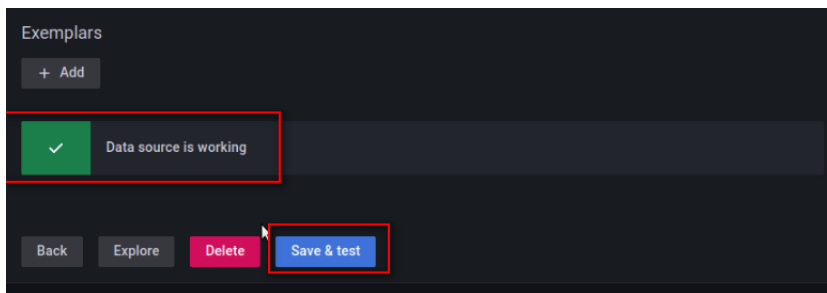 Exemplars
+ Add
Data source is working
Back Explore Delete Save & test